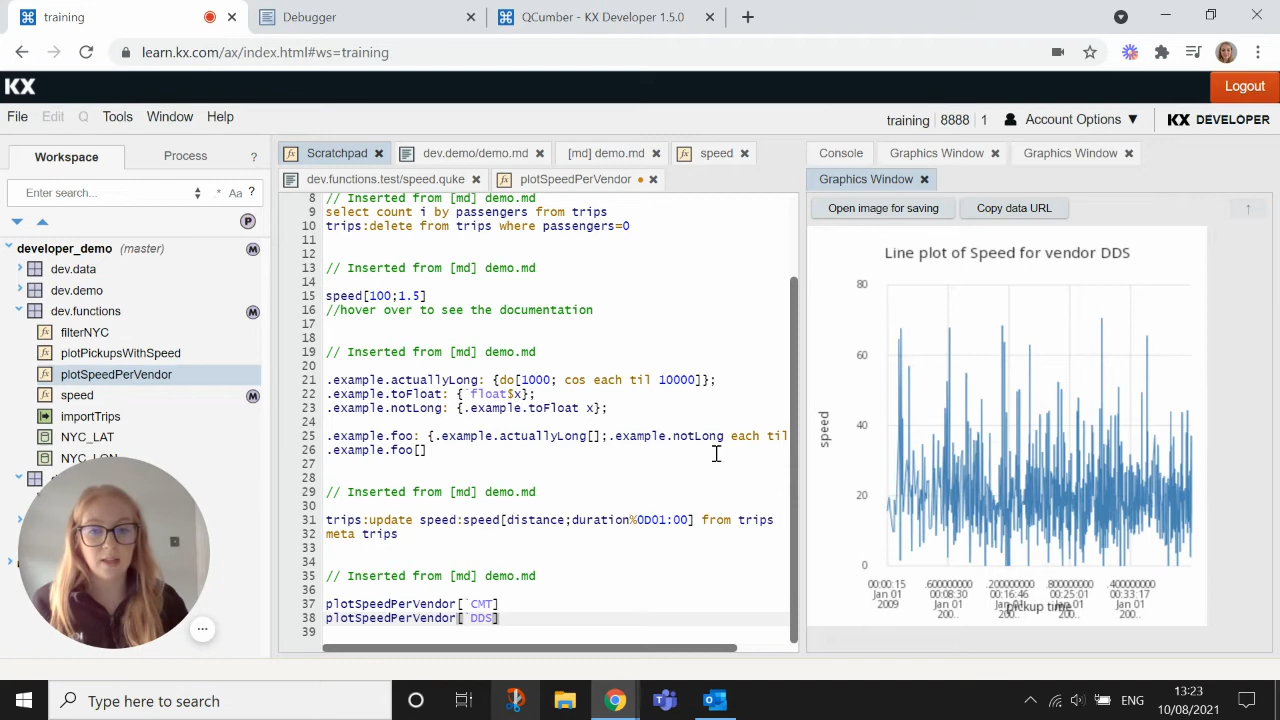 training
Debugger
QCumber - KX Developer 1.5.0
learn.kx.com/ax/index.html#ws=training
KX
Logout
File Edit Q Tools Window Help
training 8888 1 Account Options KX DEVELOPER
Workspace
Process
?
Enter search...
.* Aa ?
P
developer_demo (master) M
dev.data
dev.demo
dev.functions M
filterNYC
plotPickupsWithSpeed
plotSpeedPerVendor
speed M
importTrips
NYC_LAT
NYC_LON
Scratchpad
dev.demo/demo.md
[md] demo.md
speed
dev.functions.test/speed.quke
plotSpeedPerVendor
8 // Inserted from [md] demo.md
9 select count i by passengers from trips
10 trips:delete from trips where passengers=0
11
12
13 // Inserted from [md] demo.md
14
15 speed[100;1.5]
16 //hover over to see the documentation
17
18
19 // Inserted from [md] demo.md
20
21 .example.actuallyLong: {do[1000; cos each til 10000]};
22 .example.toFloat: {`float$x};
23 .example.notLong: {.example.toFloat x};
24
25 .example.foo: {.example.actuallyLong[];.example.notLong each til
26 .example.foo[]
27
28
29 // Inserted from [md] demo.md
30
31 trips:update speed:speed[distance;duration%0D01:00] from trips
32 meta trips
33
34
35 // Inserted from [md] demo.md
36
37 plotSpeedPerVendor[`CMT]
38 plotSpeedPerVendor[`DDS]
39
Console
Graphics Window
Graphics Window
Graphics Window
Open image for saving
Copy data URL
Line plot of Speed for vendor DDS
80
60
40
20
0
speed
00:00:15 .600000000 .200000000 .800000000 .400000000
Jan 01 00:08:30 00:16:46 00:25:01 00:33:17
2009 Jan 01 Jan 01 Jan 01 Jan 01
200.. 200.. 200.. 200..
pickup time
Type here to search
ENG
13:23
10/08/2021